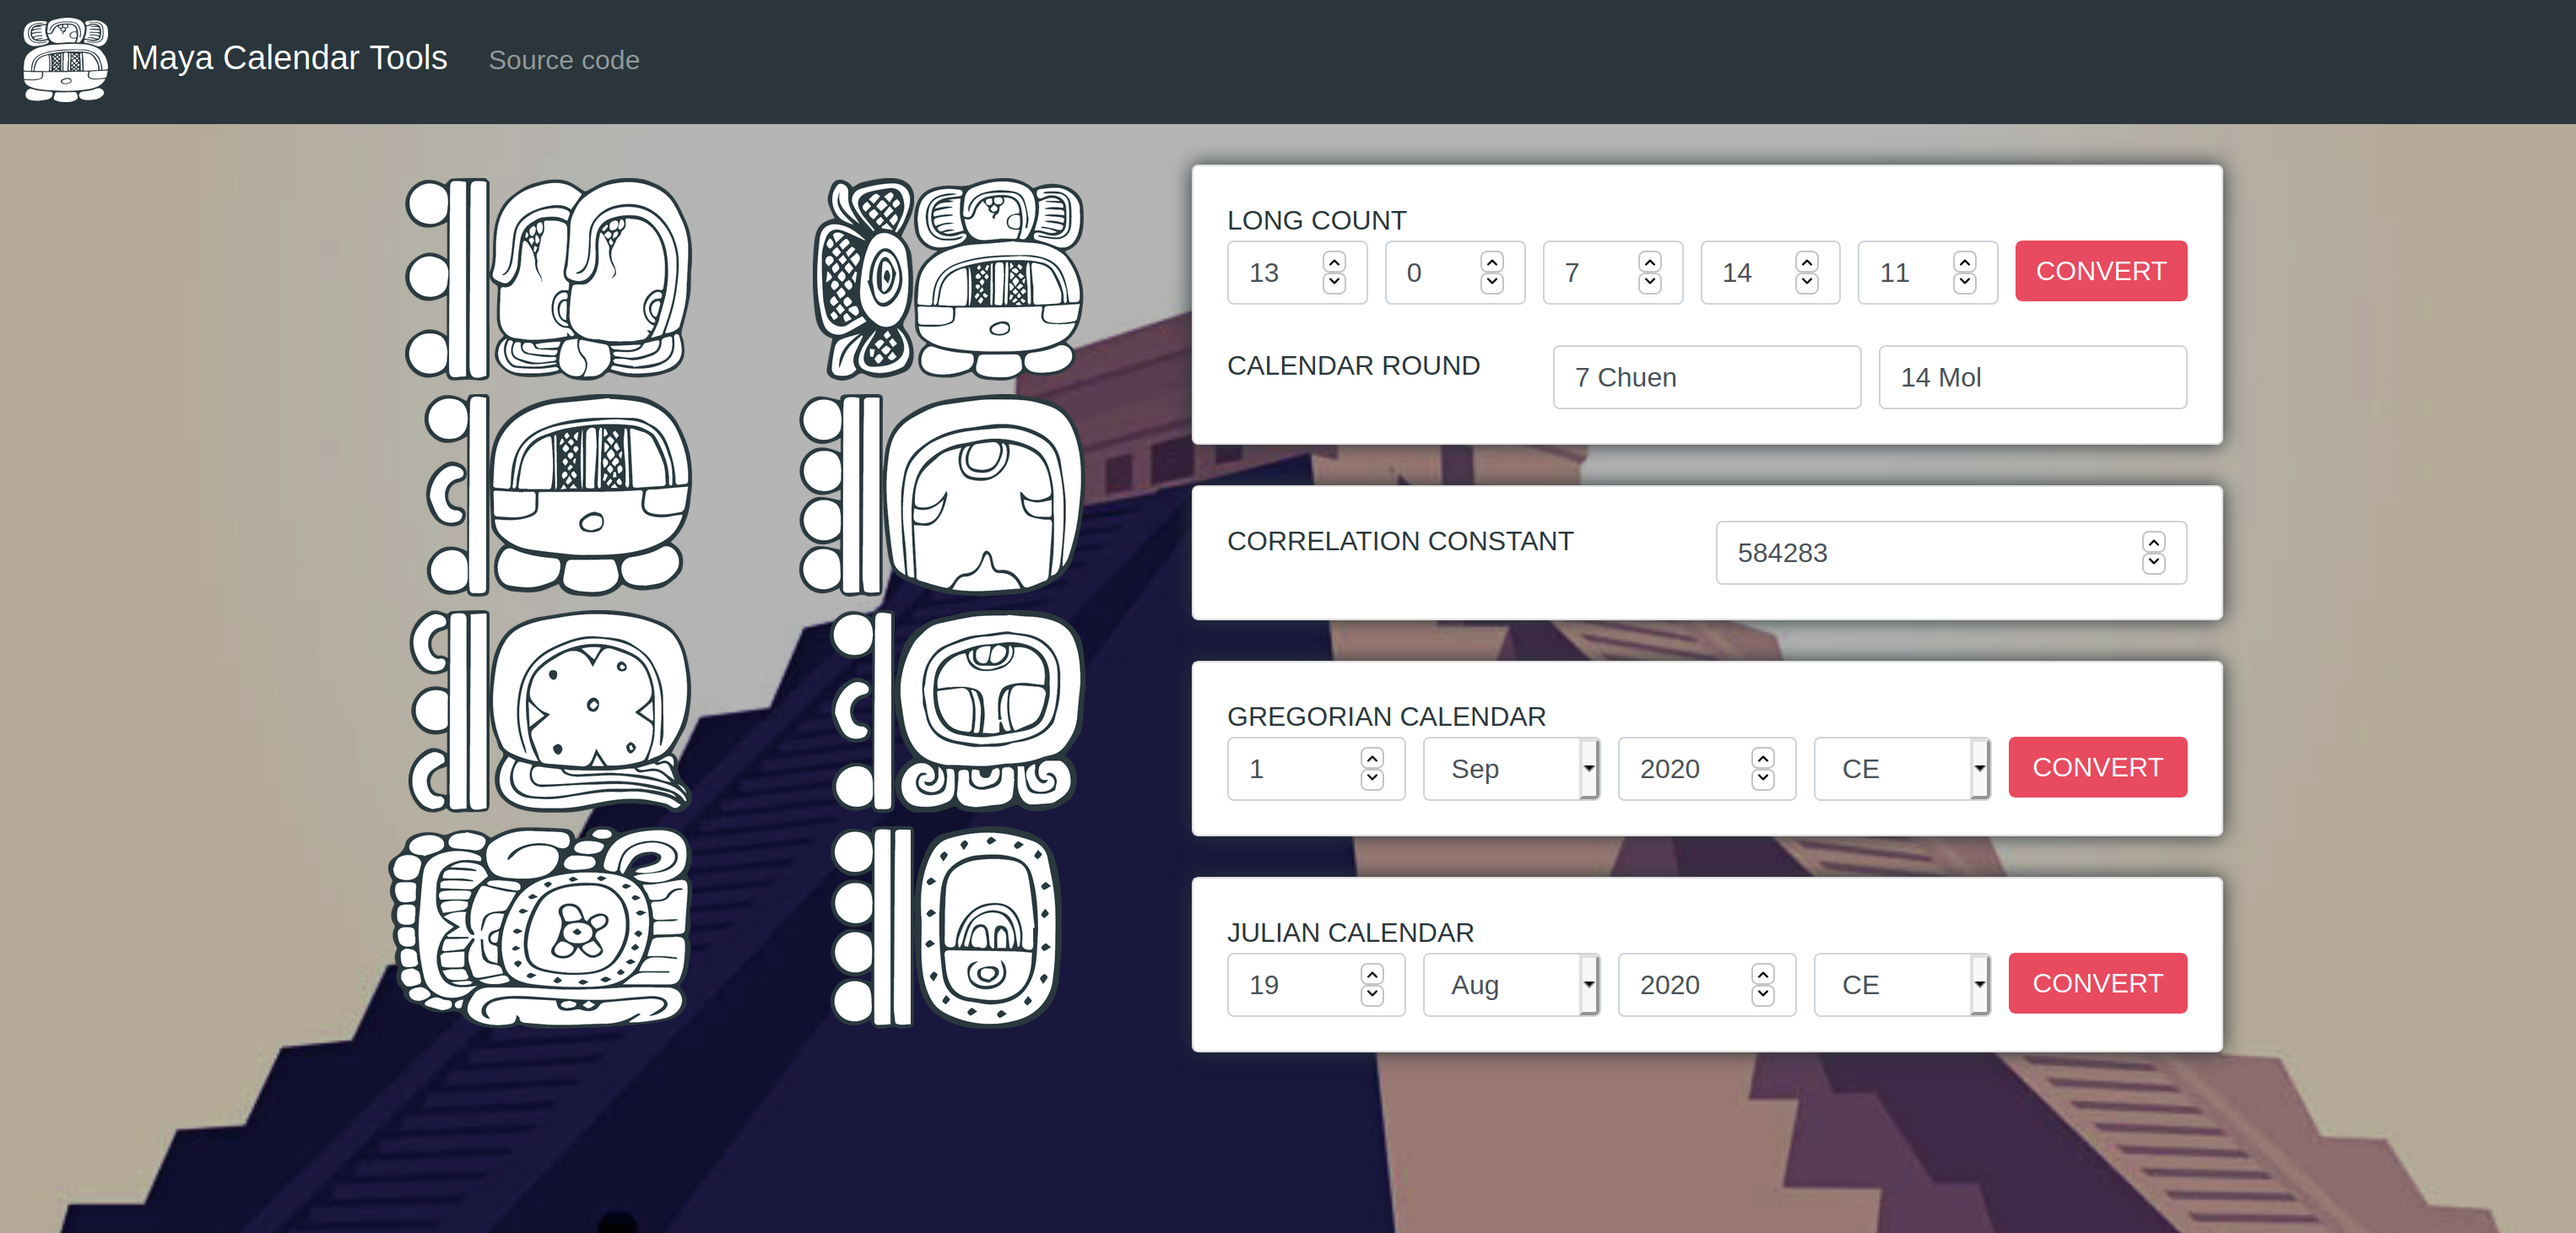 Maya Calendar Tools Source code
LONG COUNT
13 0 7 14 11 CONVERT
CALENDAR ROUND 7 Chuen 14 Mol
CORRELATION CONSTANT 584283
GREGORIAN CALENDAR
1 Sep 2020 CE CONVERT
JULIAN CALENDAR
19 Aug 2020 CE CONVERT